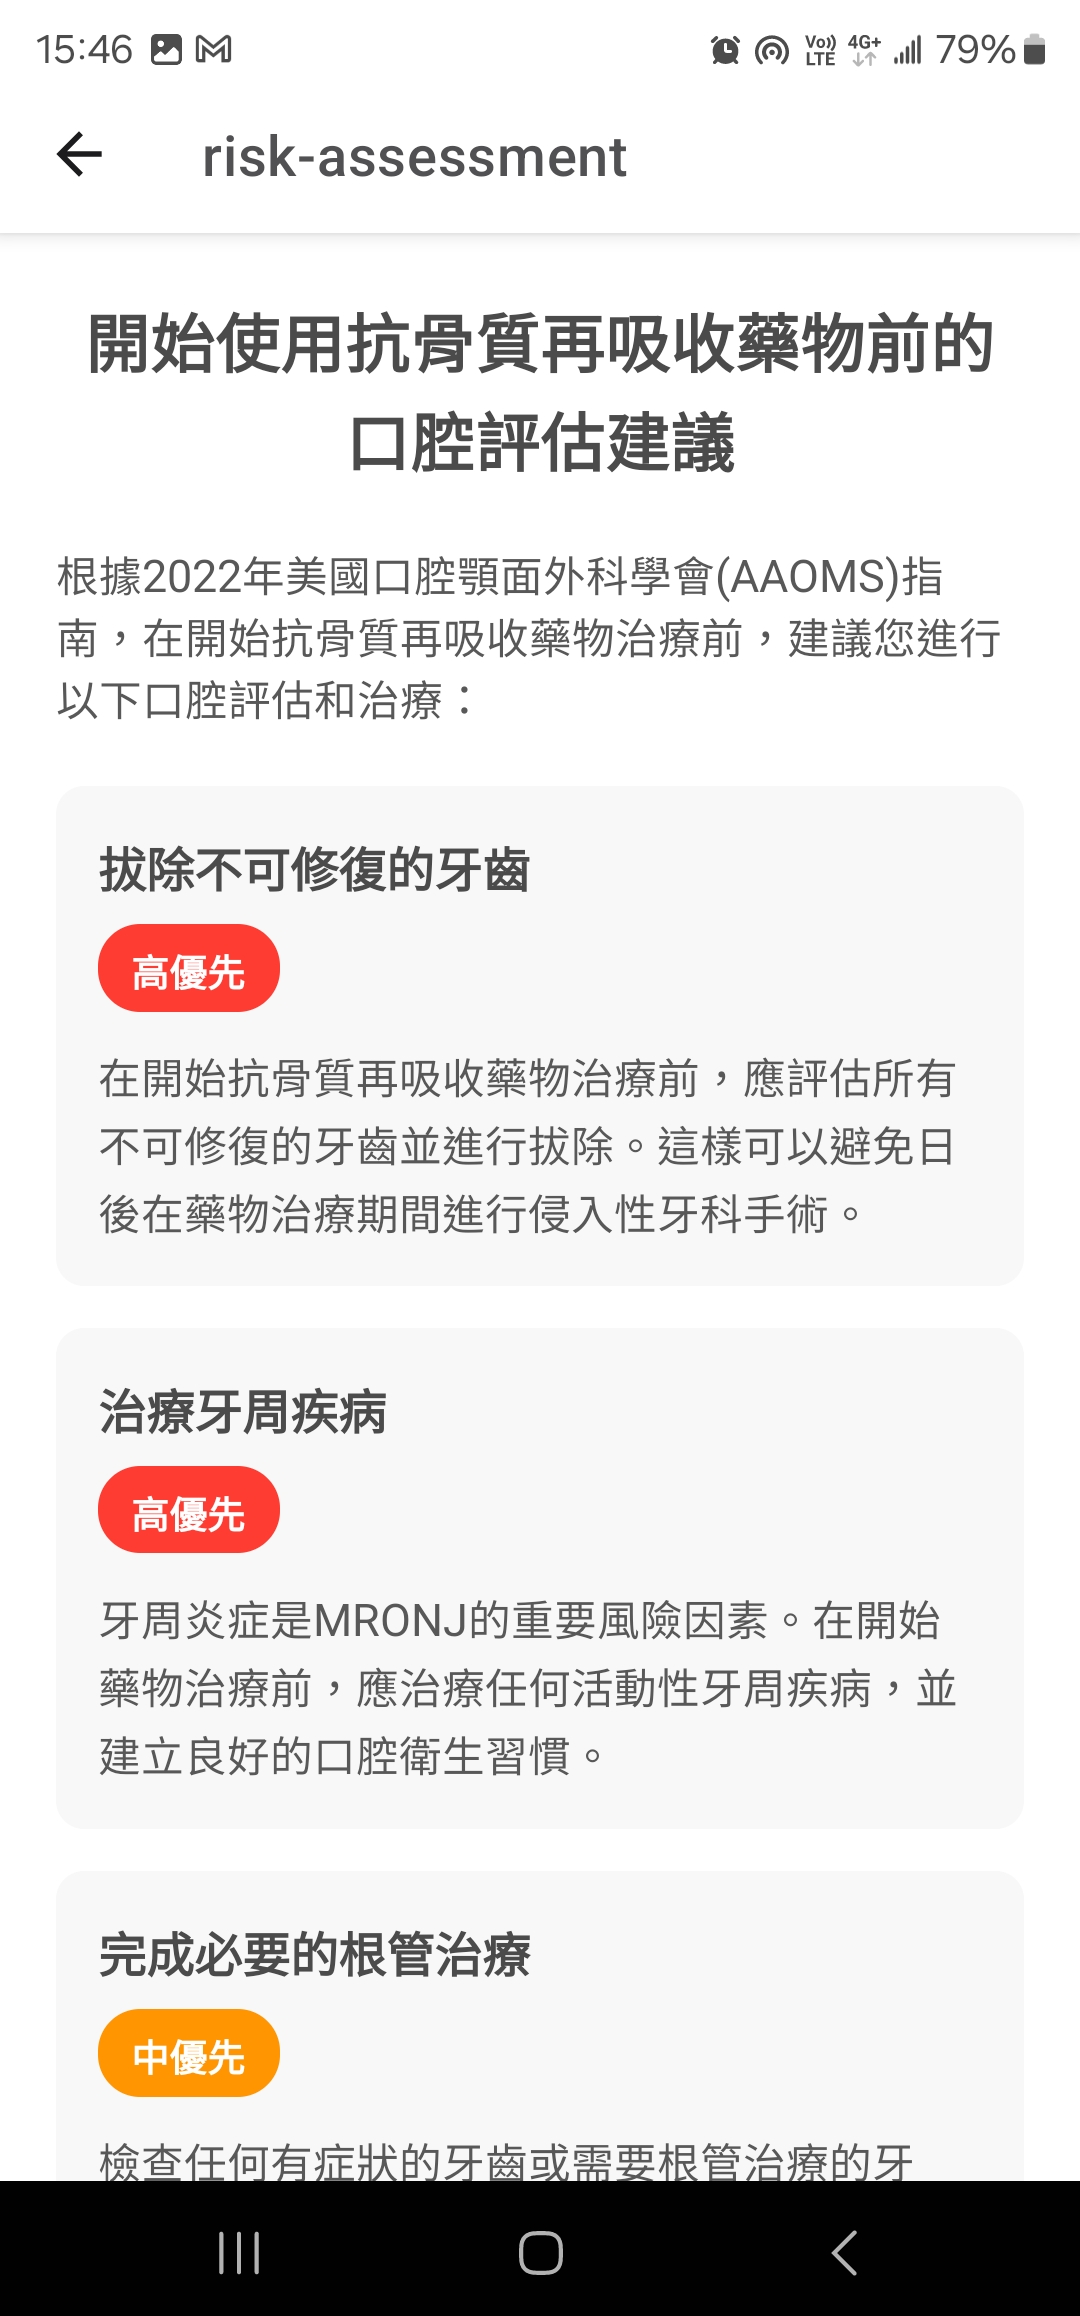 15:46
Vo)) LTE 4G+ 79%
risk-assessment
開始使用抗骨質再吸收藥物前的
口腔評估建議
根據2022年美國口腔顎面外科學會(AAOMS)指
南，在開始抗骨質再吸收藥物治療前，建議您進行
以下口腔評估和治療：
拔除不可修復的牙齒
高優先
在開始抗骨質再吸收藥物治療前，應評估所有
不可修復的牙齒並進行拔除。這樣可以避免日
後在藥物治療期間進行侵入性牙科手術。
治療牙周疾病
高優先
牙周炎症是MRONJ的重要風險因素。在開始
藥物治療前，應治療任何活動性牙周疾病，並
建立良好的口腔衛生習慣。
完成必要的根管治療
中優先
檢查任何有症狀的牙齒或需要根管治療的牙